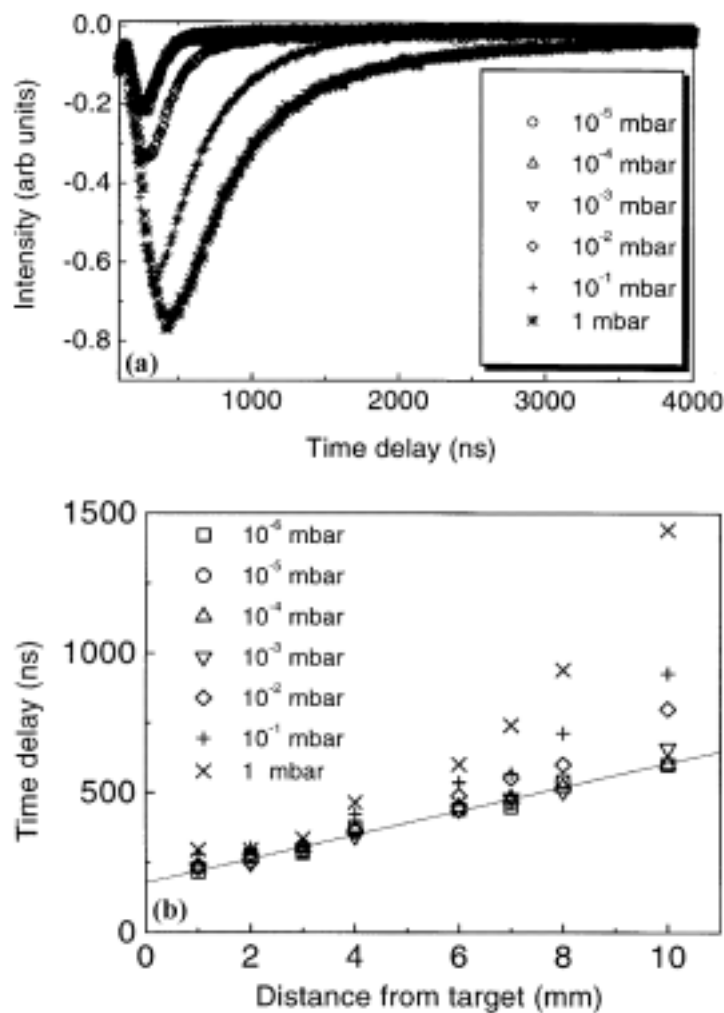 0.0
-0.2
-0.4
-0.6
-0.8
Intensity (arb units)
(a)
10⁻⁵ mbar
10⁻⁴ mbar
10⁻³ mbar
10⁻² mbar
10⁻¹ mbar
1 mbar
1000 2000 3000 4000
Time delay (ns)
1500
1000
500
0
Time delay (ns)
10⁻⁶ mbar
10⁻⁵ mbar
10⁻⁴ mbar
10⁻³ mbar
10⁻² mbar
10⁻¹ mbar
1 mbar
(b)
0 2 4 6 8 10
Distance from target (mm)